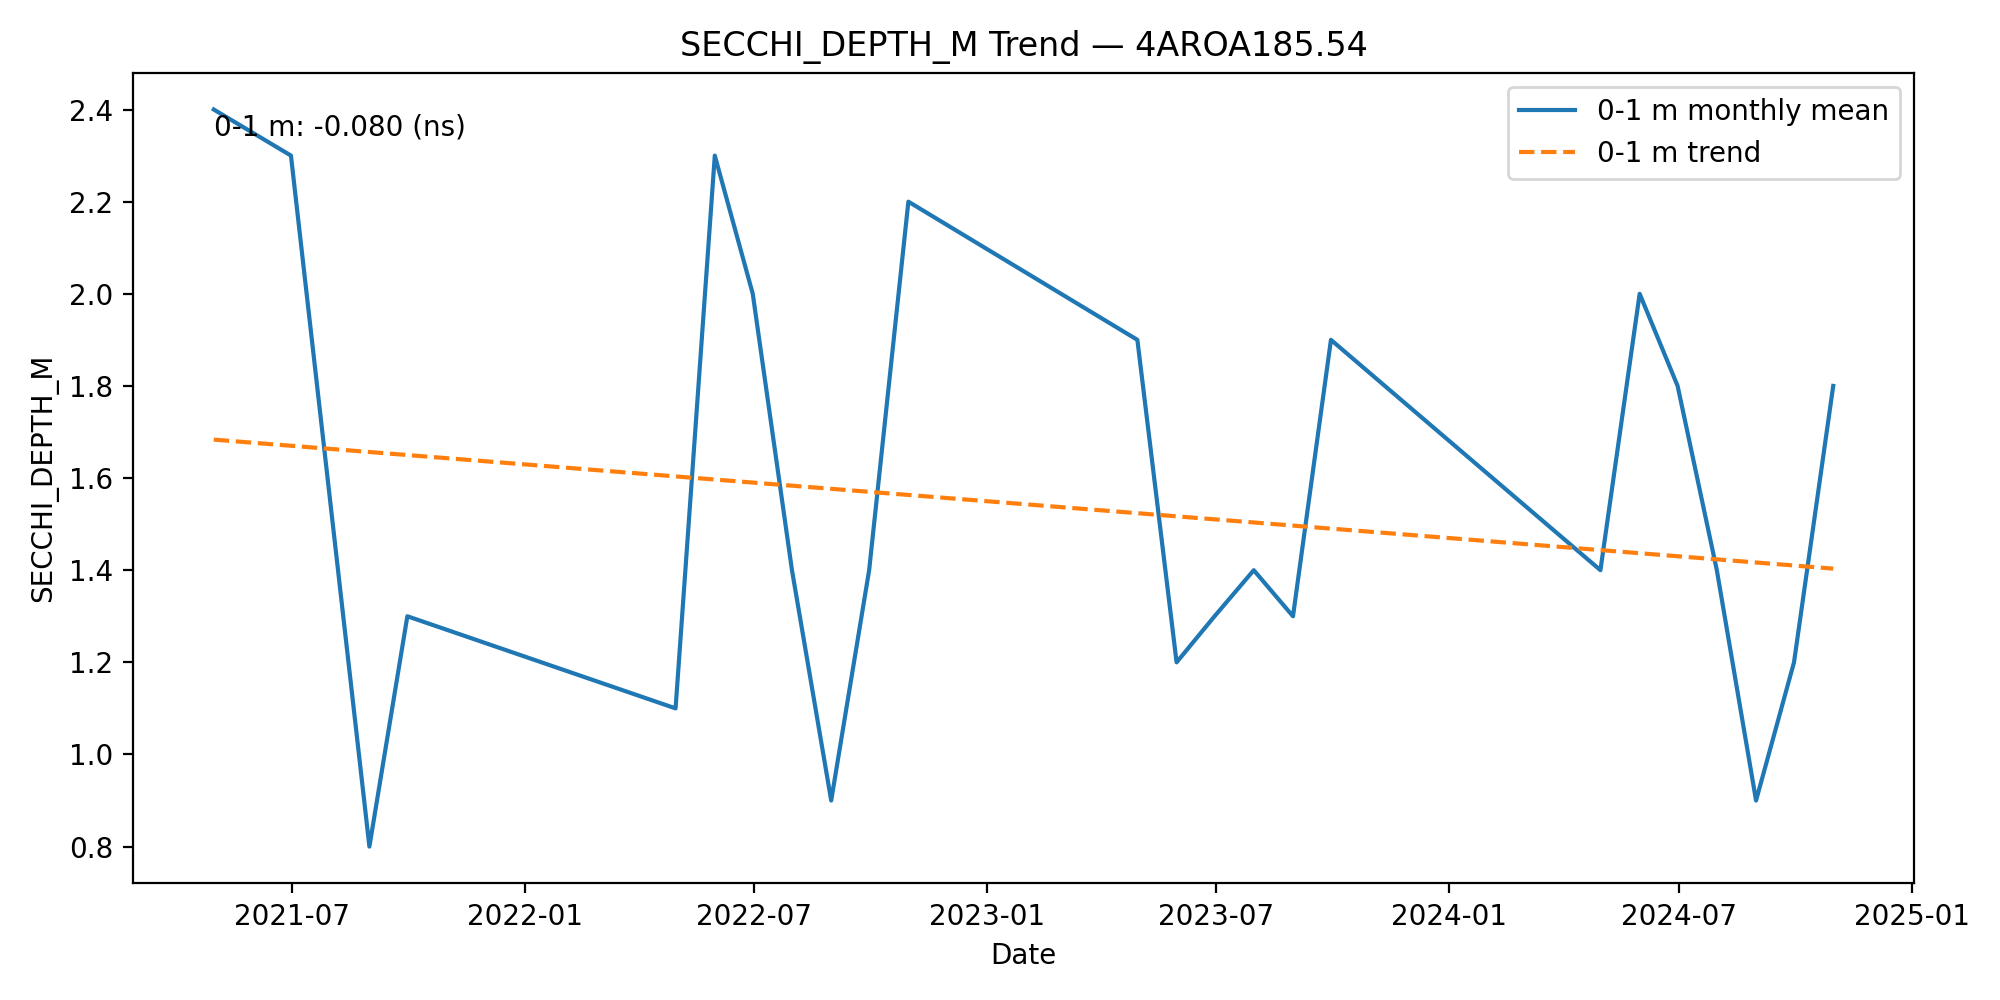 SECCHI_DEPTH_M Trend — 4AROA185.54
0-1 m: -0.080 (ns)
0-1 m monthly mean
0-1 m trend
SECCHI_DEPTH_M
2.4
2.2
2.0
1.8
1.6
1.4
1.2
1.0
0.8
2021-07
2022-01
2022-07
2023-01
2023-07
2024-01
2024-07
2025-01
Date